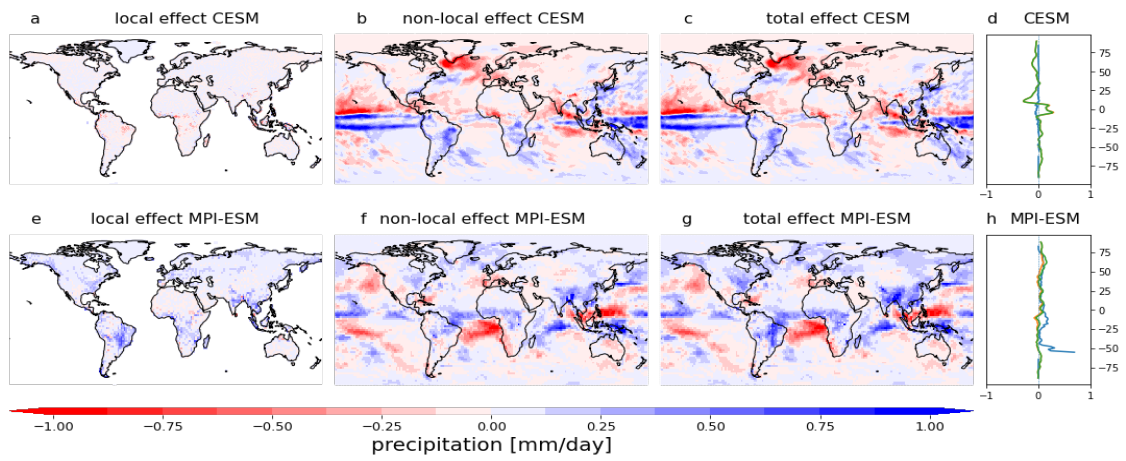 a local effect CESM b non-local effect CESM c total effect CESM d CESM
75
50
25
0
−25
−50
−75
−1 0 1
e local effect MPI-ESM f non-local effect MPI-ESM g total effect MPI-ESM h MPI-ESM
75
50
25
0
−25
−50
−75
−1 0 1
−1.00 −0.75 −0.50 −0.25 0.00 0.25 0.50 0.75 1.00
precipitation [mm/day]